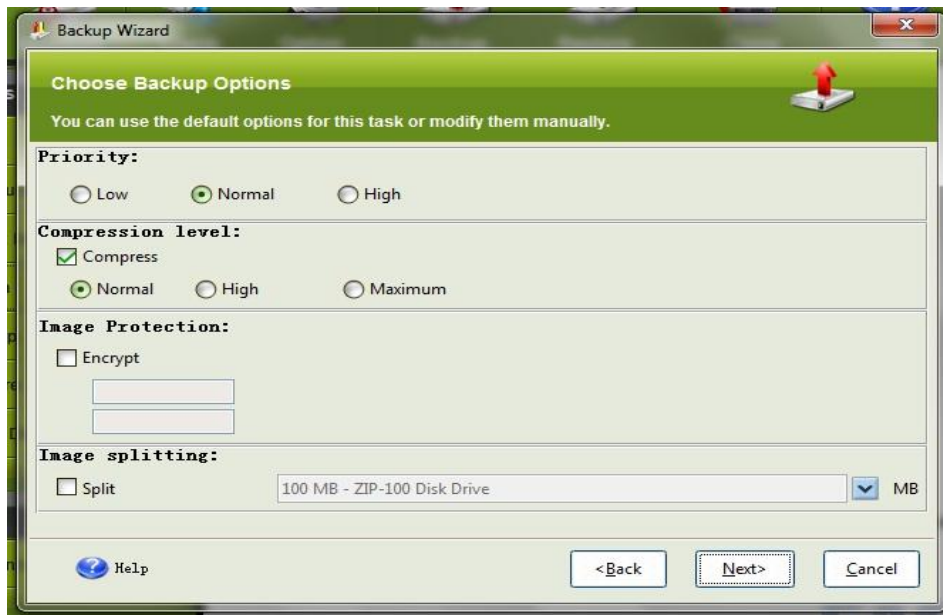 Backup Wizard
Choose Backup Options
You can use the default options for this task or modify them manually.
Priority:
Low Normal High
Compression level:
Compress
Normal High Maximum
Image Protection:
Encrypt
Image splitting:
Split 100 MB - ZIP-100 Disk Drive MB
Help <Back Next> Cancel